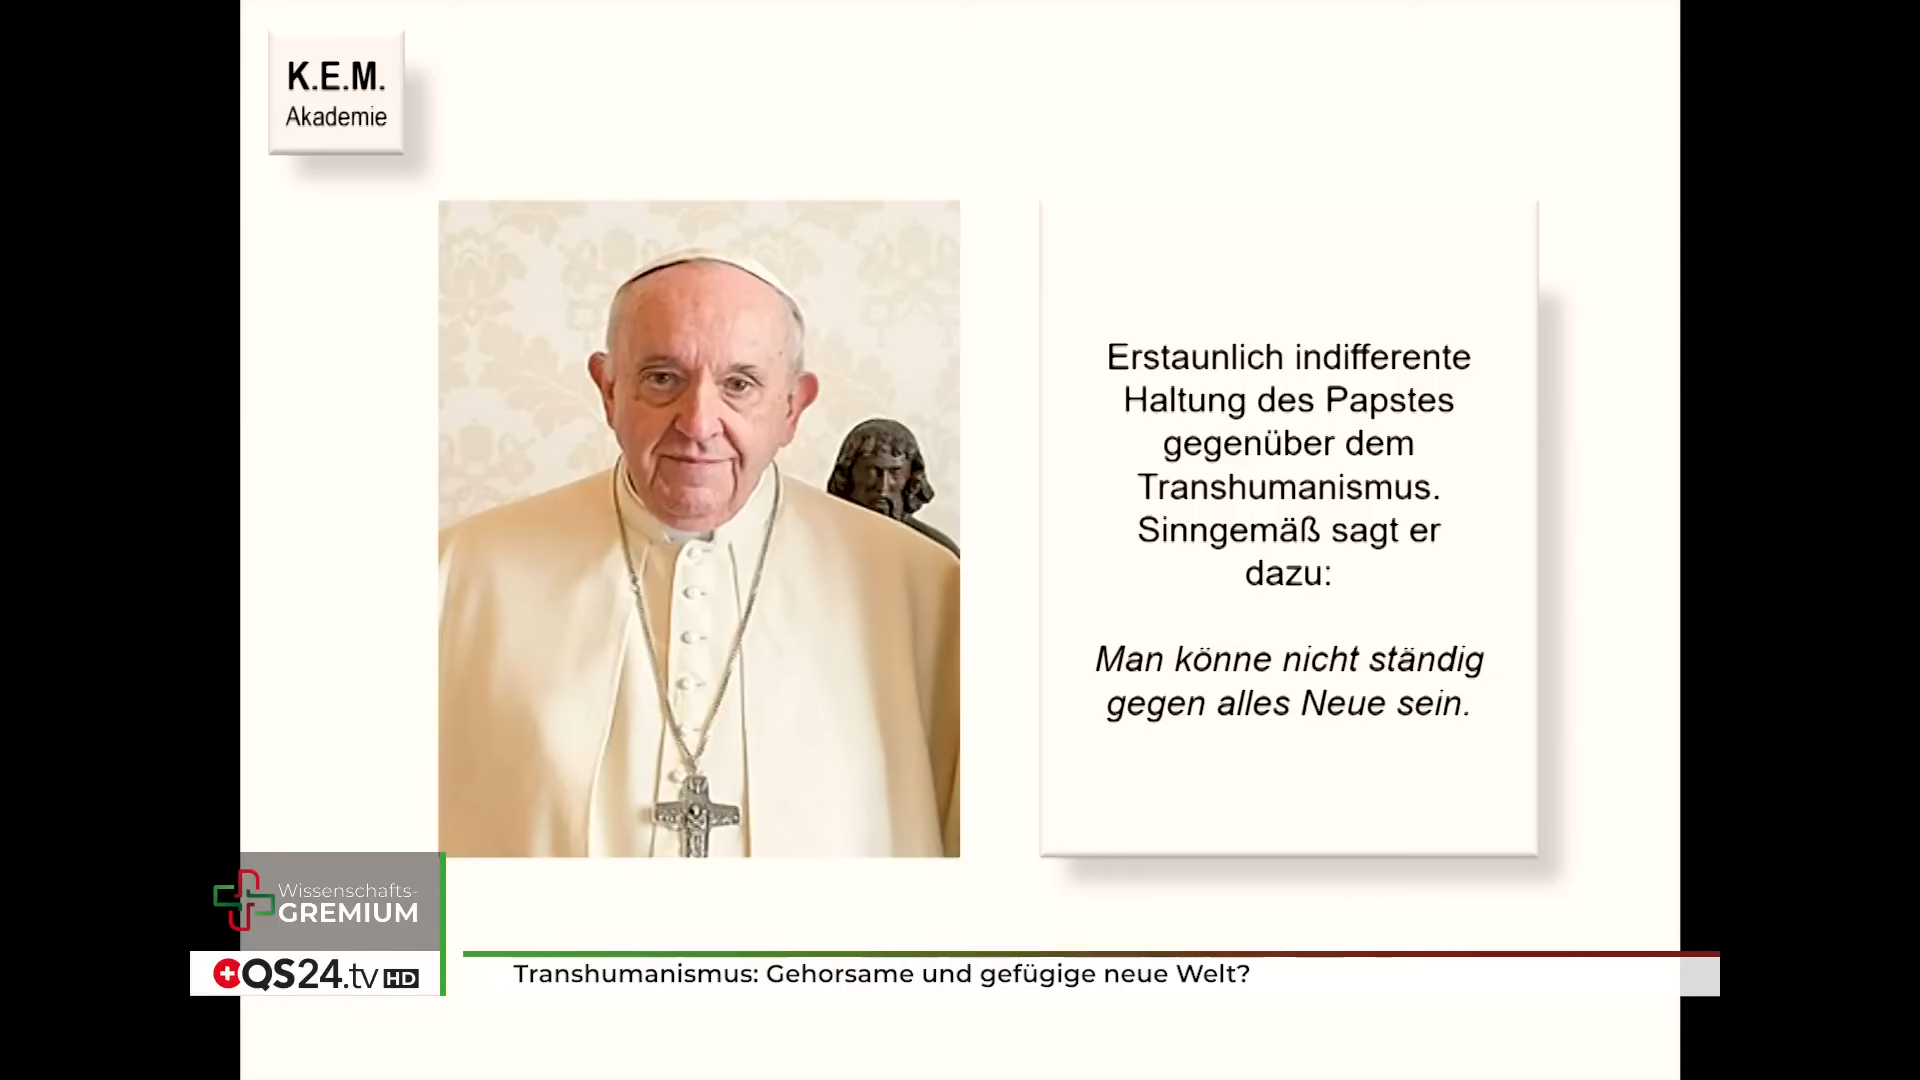 K.E.M.
Akademie
Erstaunlich indifferente
Haltung des Papstes
gegenüber dem
Transhumanismus.
Sinngemäß sagt er
dazu:
Man könne nicht ständig
gegen alles Neue sein.
Wissenschafts-
GREMIUM
QS24.tv HD
Transhumanismus: Gehorsame und gefügige neue Welt?